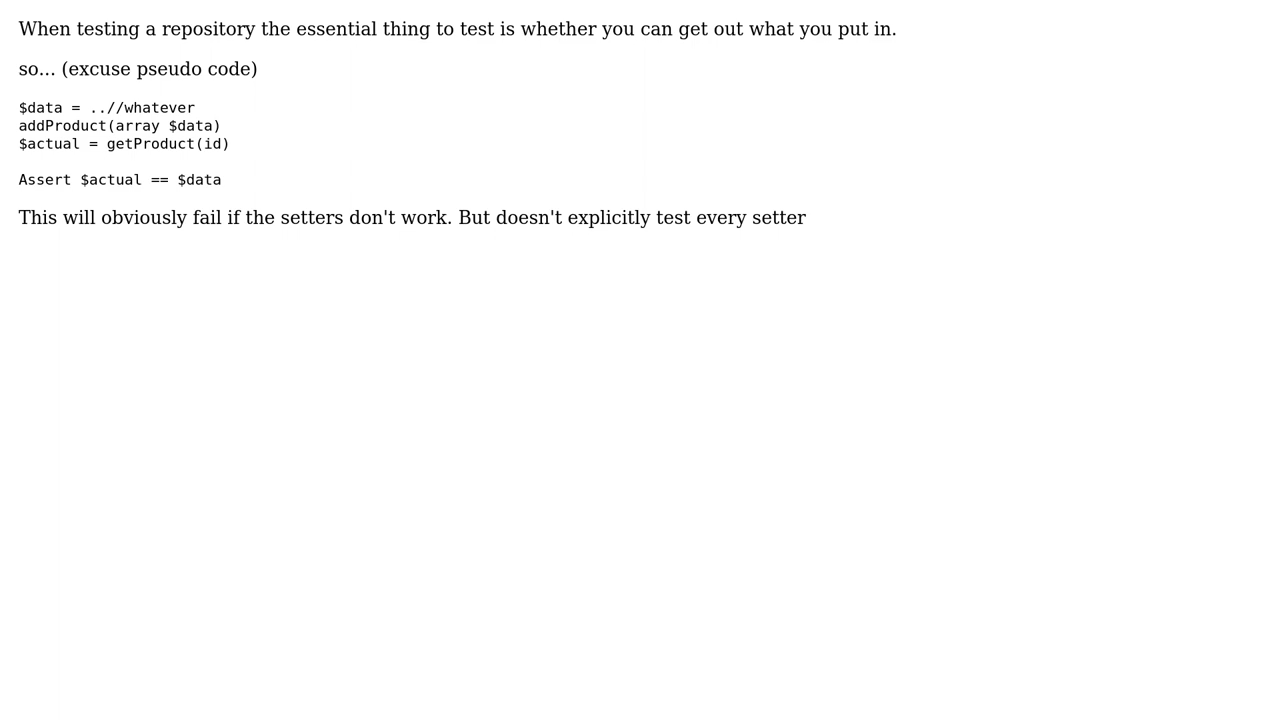 When testing a repository the essential thing to test is whether you can get out what you put in.
so... (excuse pseudo code)
$data = ..//whatever
addProduct(array $data)
$actual = getProduct(id)
Assert $actual == $data
This will obviously fail if the setters don't work. But doesn't explicitly test every setter